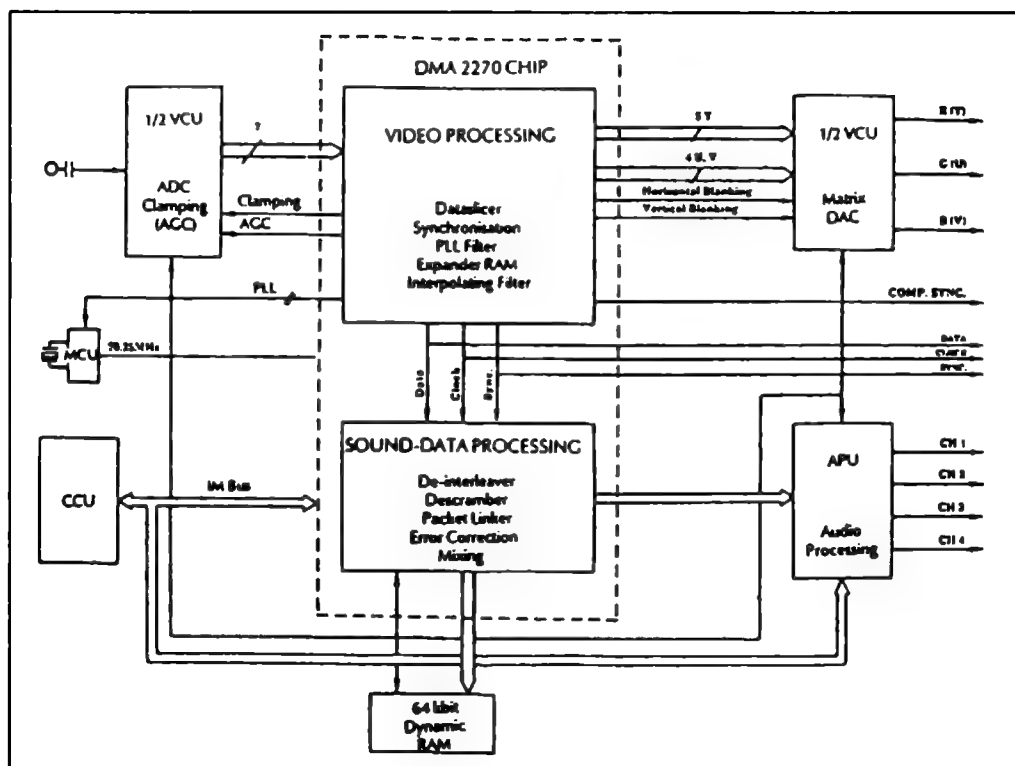 DMA 2270 CHIP
1/2 VCU
ADC
Clamping
(AGC)
7
Clamping
AGC
VIDEO PROCESSING
Dataslicer
Synchronisation
PLL Filter
Expander RAM
Interpolating Filter
4 U, V
Horizontal Blanking
Vertical Blanking
1/2 VCU
Matrix
DAC
R (Y)
B (V)
PLL
MCU
COMP. SYNC.
DATA
SYNC.
Data
Clock
Sync.
SOUND-DATA PROCESSING
De-interleaver
Descramber
Packet Linker
Error Correction
Mixing
CCU
IM Bus
APU
Audio
Processing
CH 1
CH 2
CH 3
CH 4
64 kbit
Dynamic
RAM